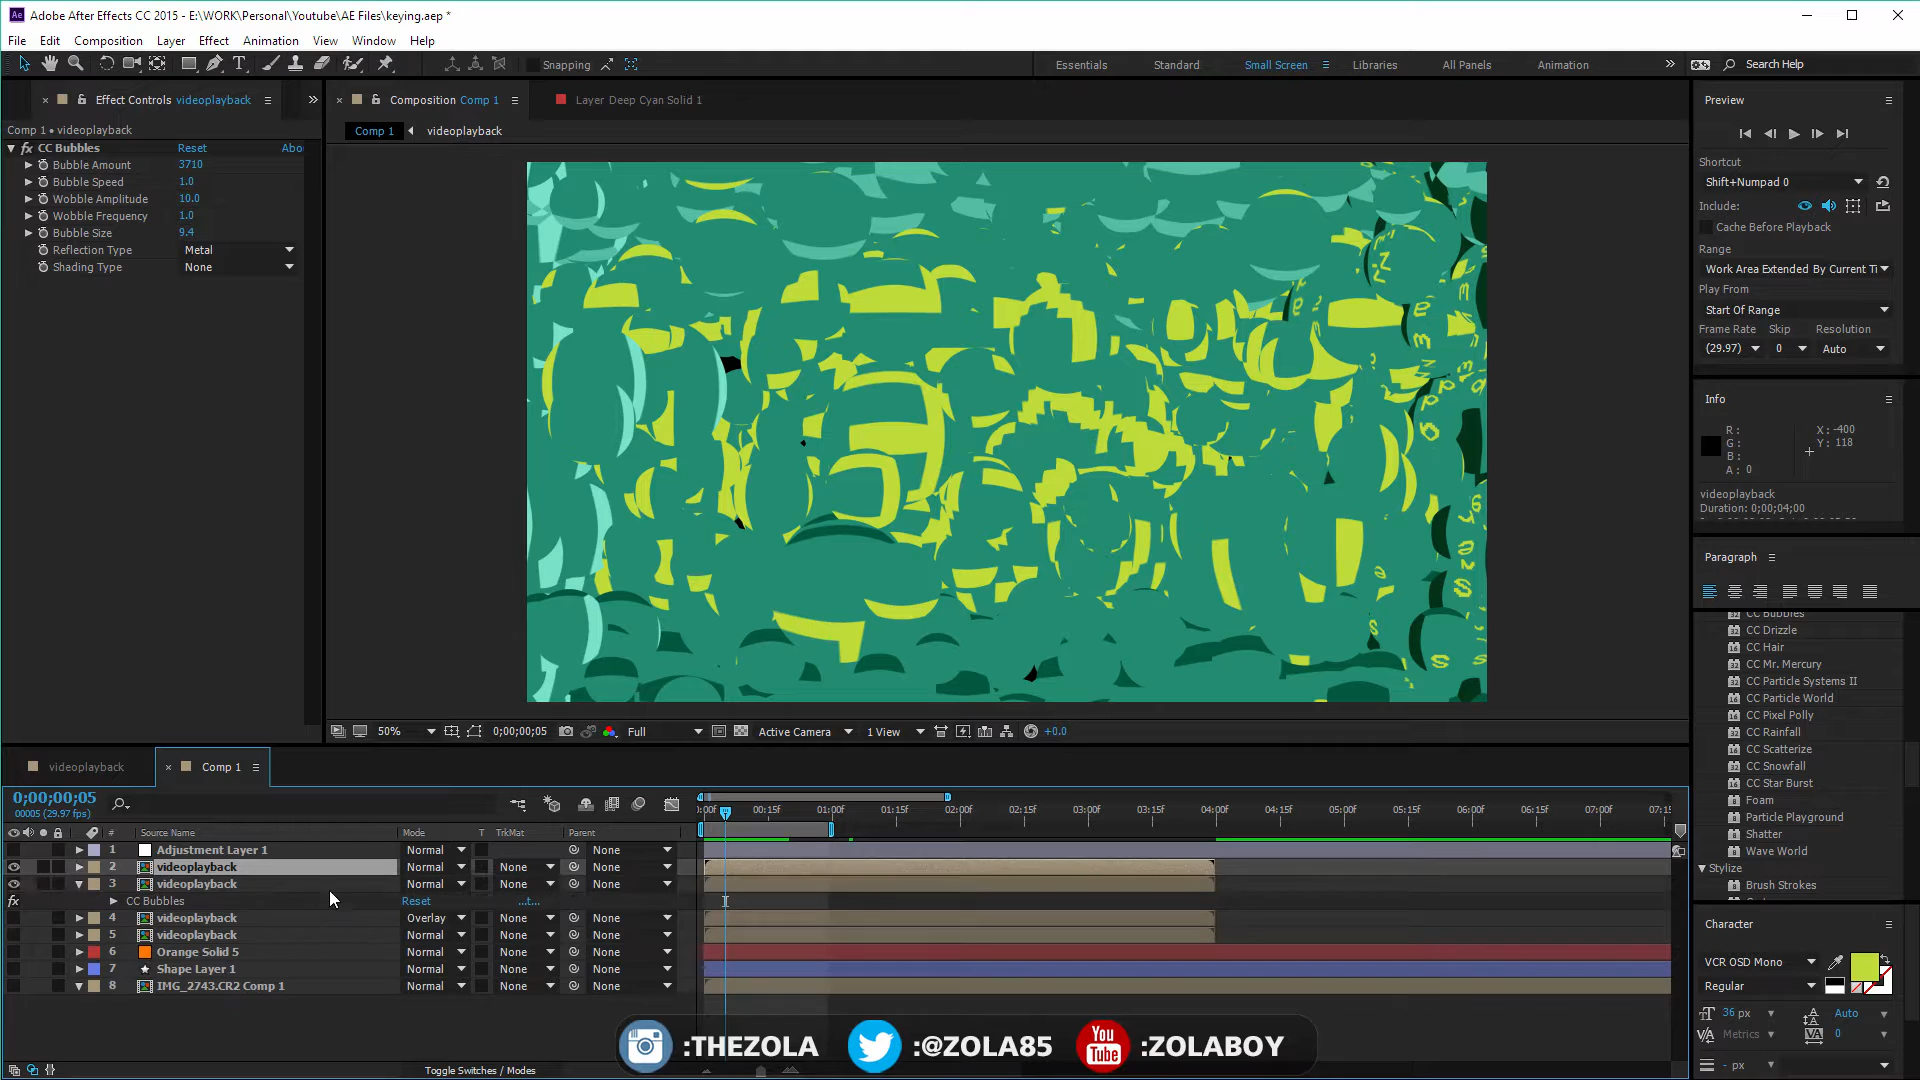 Adobe After Effects CC 2015 - E:\WORK\Personal\Youtube\AE Files\keying.aep *
File Edit Composition Layer Effect Animation View Window Help
Snapping
Essentials Standard Small Screen Libraries All Panels Animation
Search Help
Effect Controls videoplayback
Comp 1 • videoplayback
CC Bubbles Reset Abo
Bubble Amount 3710
Bubble Speed 1.0
Wobble Amplitude 10.0
Wobble Frequency 1.0
Bubble Size 9.4
Reflection Type Metal
Shading Type None
Composition Comp 1
Layer Deep Cyan Solid 1
Comp 1 videoplayback
50% 0;00;00;05 Full Active Camera 1 View +0.0
Preview
Shortcut
Shift+Numpad 0
Include:
Cache Before Playback
Range
Work Area Extended By Current Ti
Play From
Start Of Range
Frame Rate Skip Resolution
(29.97) 0 Auto
Info
R :
G :
B :
A : 0
X : -400
Y : 118
videoplayback
Duration: 0;00;04;00
Paragraph
CC Bubbles
CC Drizzle
CC Hair
CC Mr. Mercury
CC Particle Systems II
CC Particle World
CC Pixel Polly
CC Rainfall
CC Scatterize
CC Snowfall
CC Star Burst
Foam
Particle Playground
Shatter
Wave World
Stylize
Brush Strokes
Character
VCR OSD Mono
Regular
36 px Auto
Metrics 0
- px
videoplayback
Comp 1
0;00;00;05
00005 (29.97 fps)
:00f 00:15f 01:00f 01:15f 02:00f 02:15f 03:00f 03:15f 04:00f 04:15f 05:00f 05:15f 06:00f 06:15f 07:00f 07:15
# Source Name Mode T TrkMat Parent
1 Adjustment Layer 1 Normal None
2 videoplayback Normal None None
3 videoplayback Normal None None
fx CC Bubbles Reset ...t...
4 videoplayback Overlay None None
5 videoplayback Normal None None
6 Orange Solid 5 Normal None None
7 Shape Layer 1 Normal None None
8 IMG_2743.CR2 Comp 1 Normal None None
:THEZOLA :@ZOLA85 You Tube :ZOLABOY
Toggle Switches / Modes